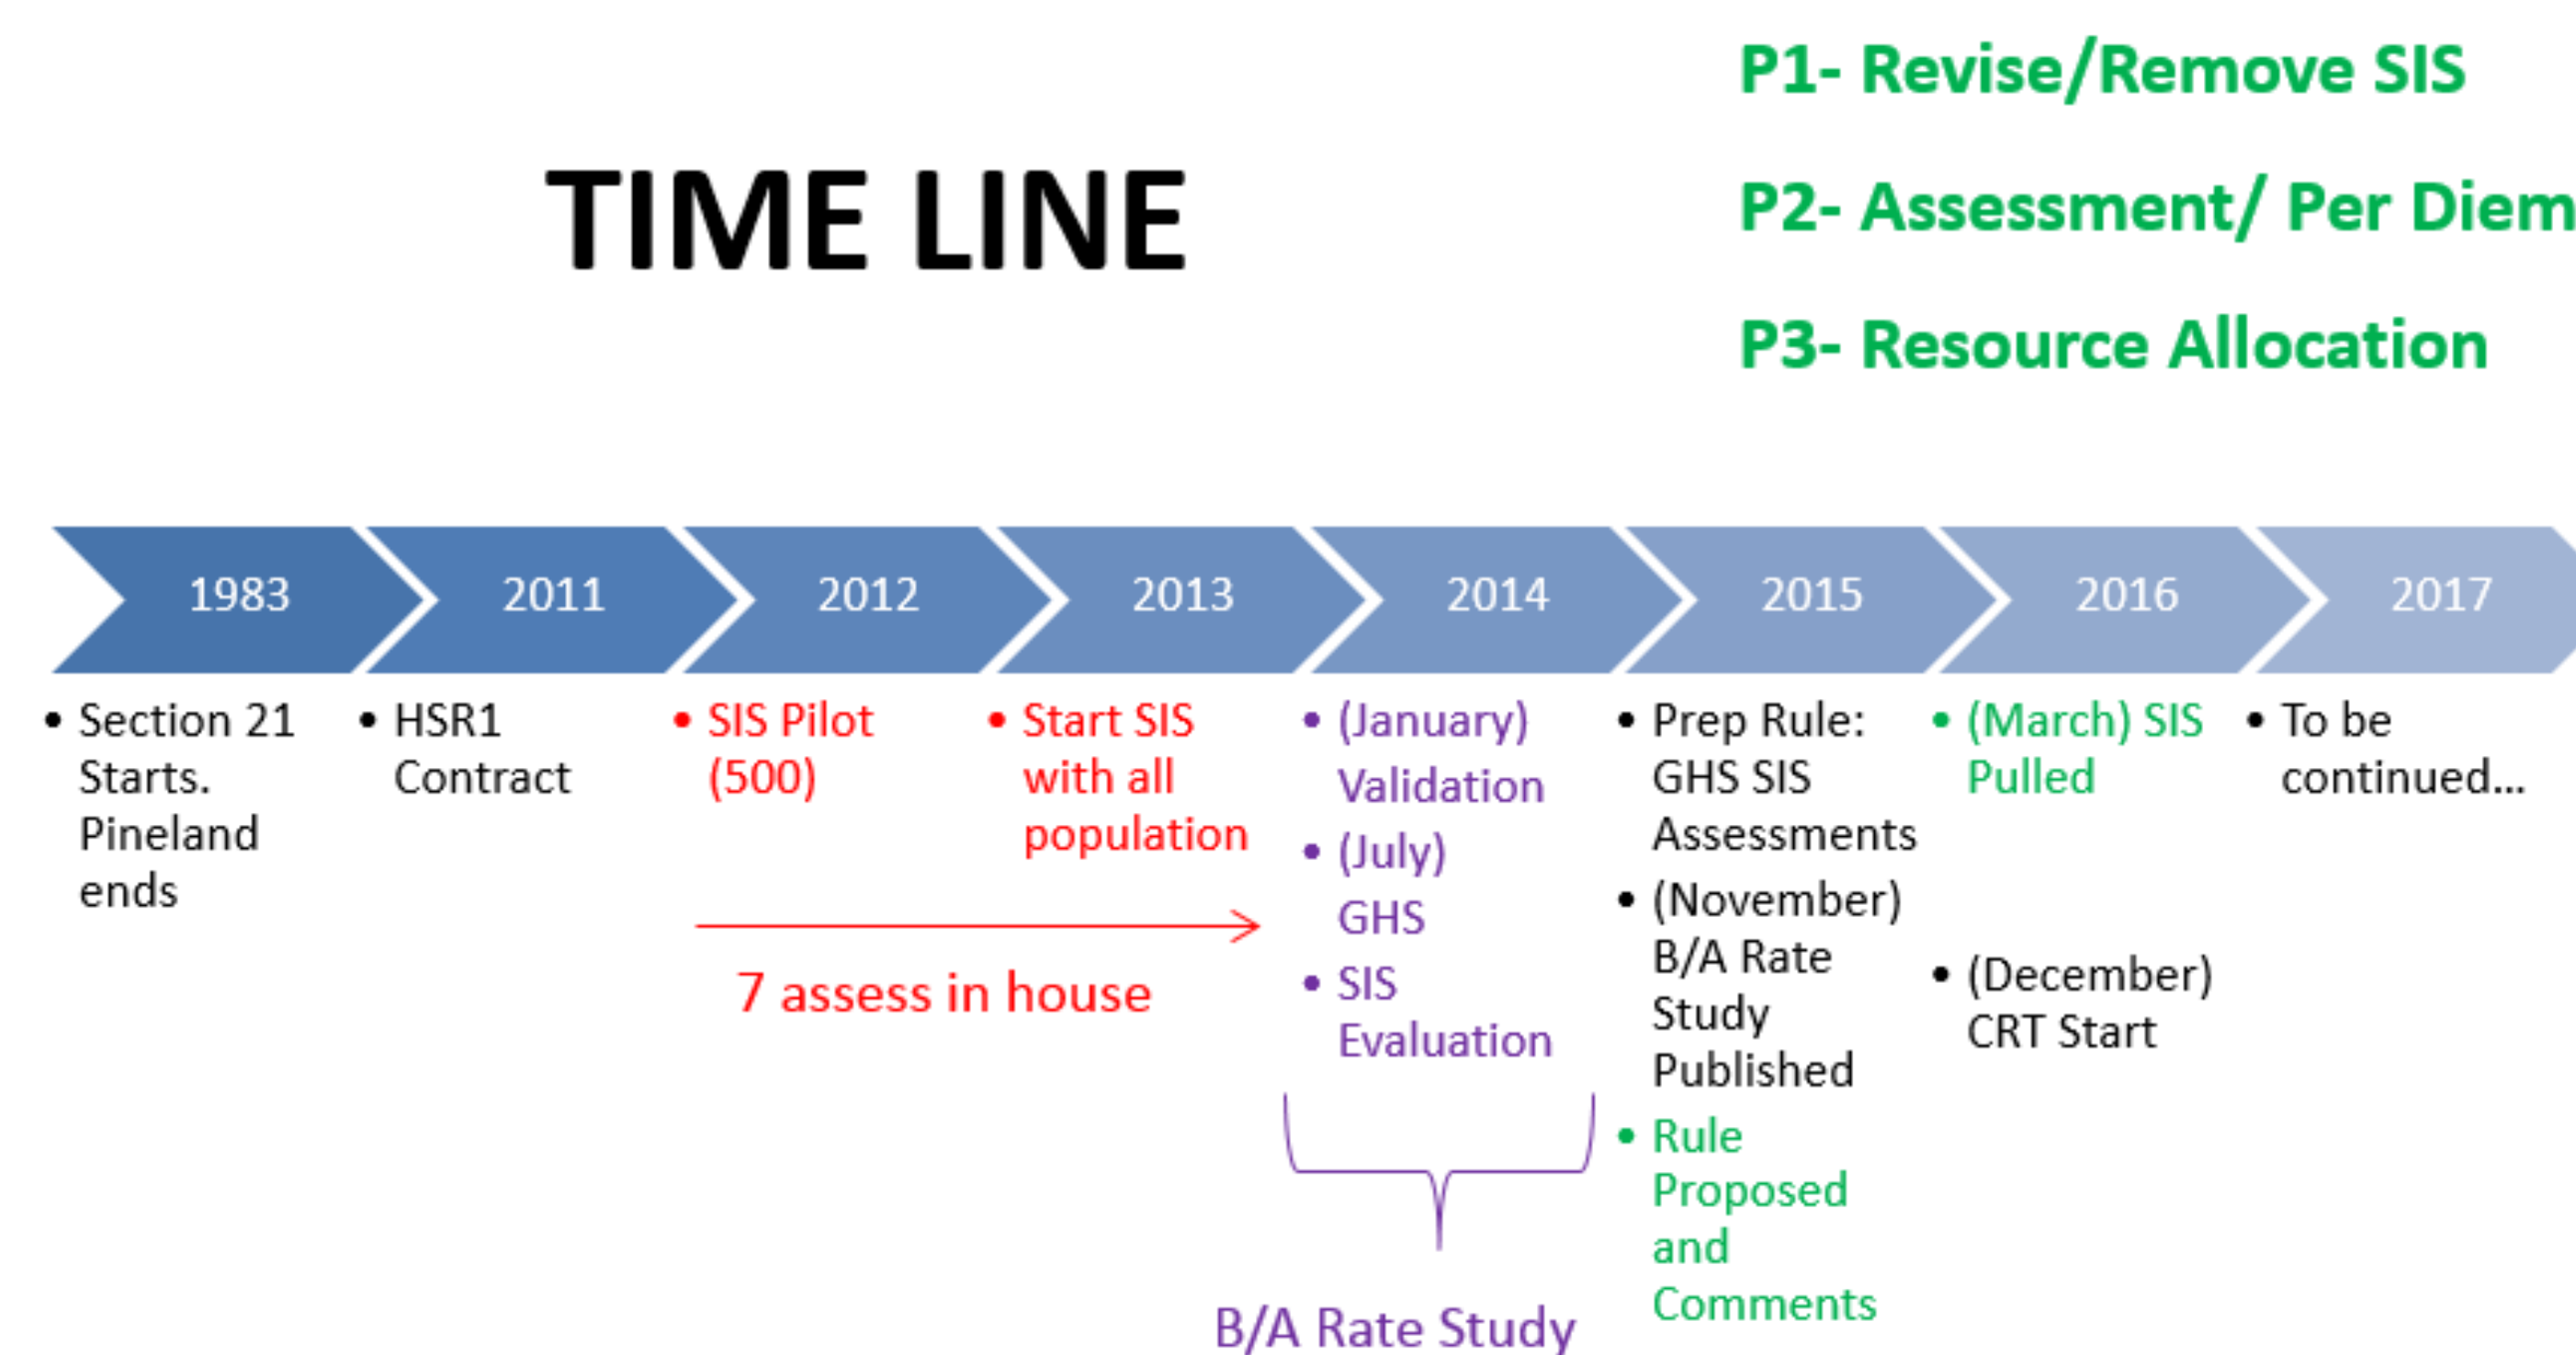 P1- Revise/Remove SIS
TIME LINE
P2- Assessment/ Per Diem
P3- Resource Allocation
1983
2011
2012
2013
2014
2015
2016
2017
• Section 21
Starts.
Pineland
ends
• HSR1
Contract
• SIS Pilot
(500)
• Start SIS
with all
population
7 assess in house
• (January)
Validation
• (July)
GHS
• SIS
Evaluation
B/A Rate Study
• Prep Rule:
GHS SIS
Assessments
• (November)
B/A Rate
Study
Published
• Rule
Proposed
and
Comments
• (March) SIS
Pulled
• (December)
CRT Start
• To be
continued...